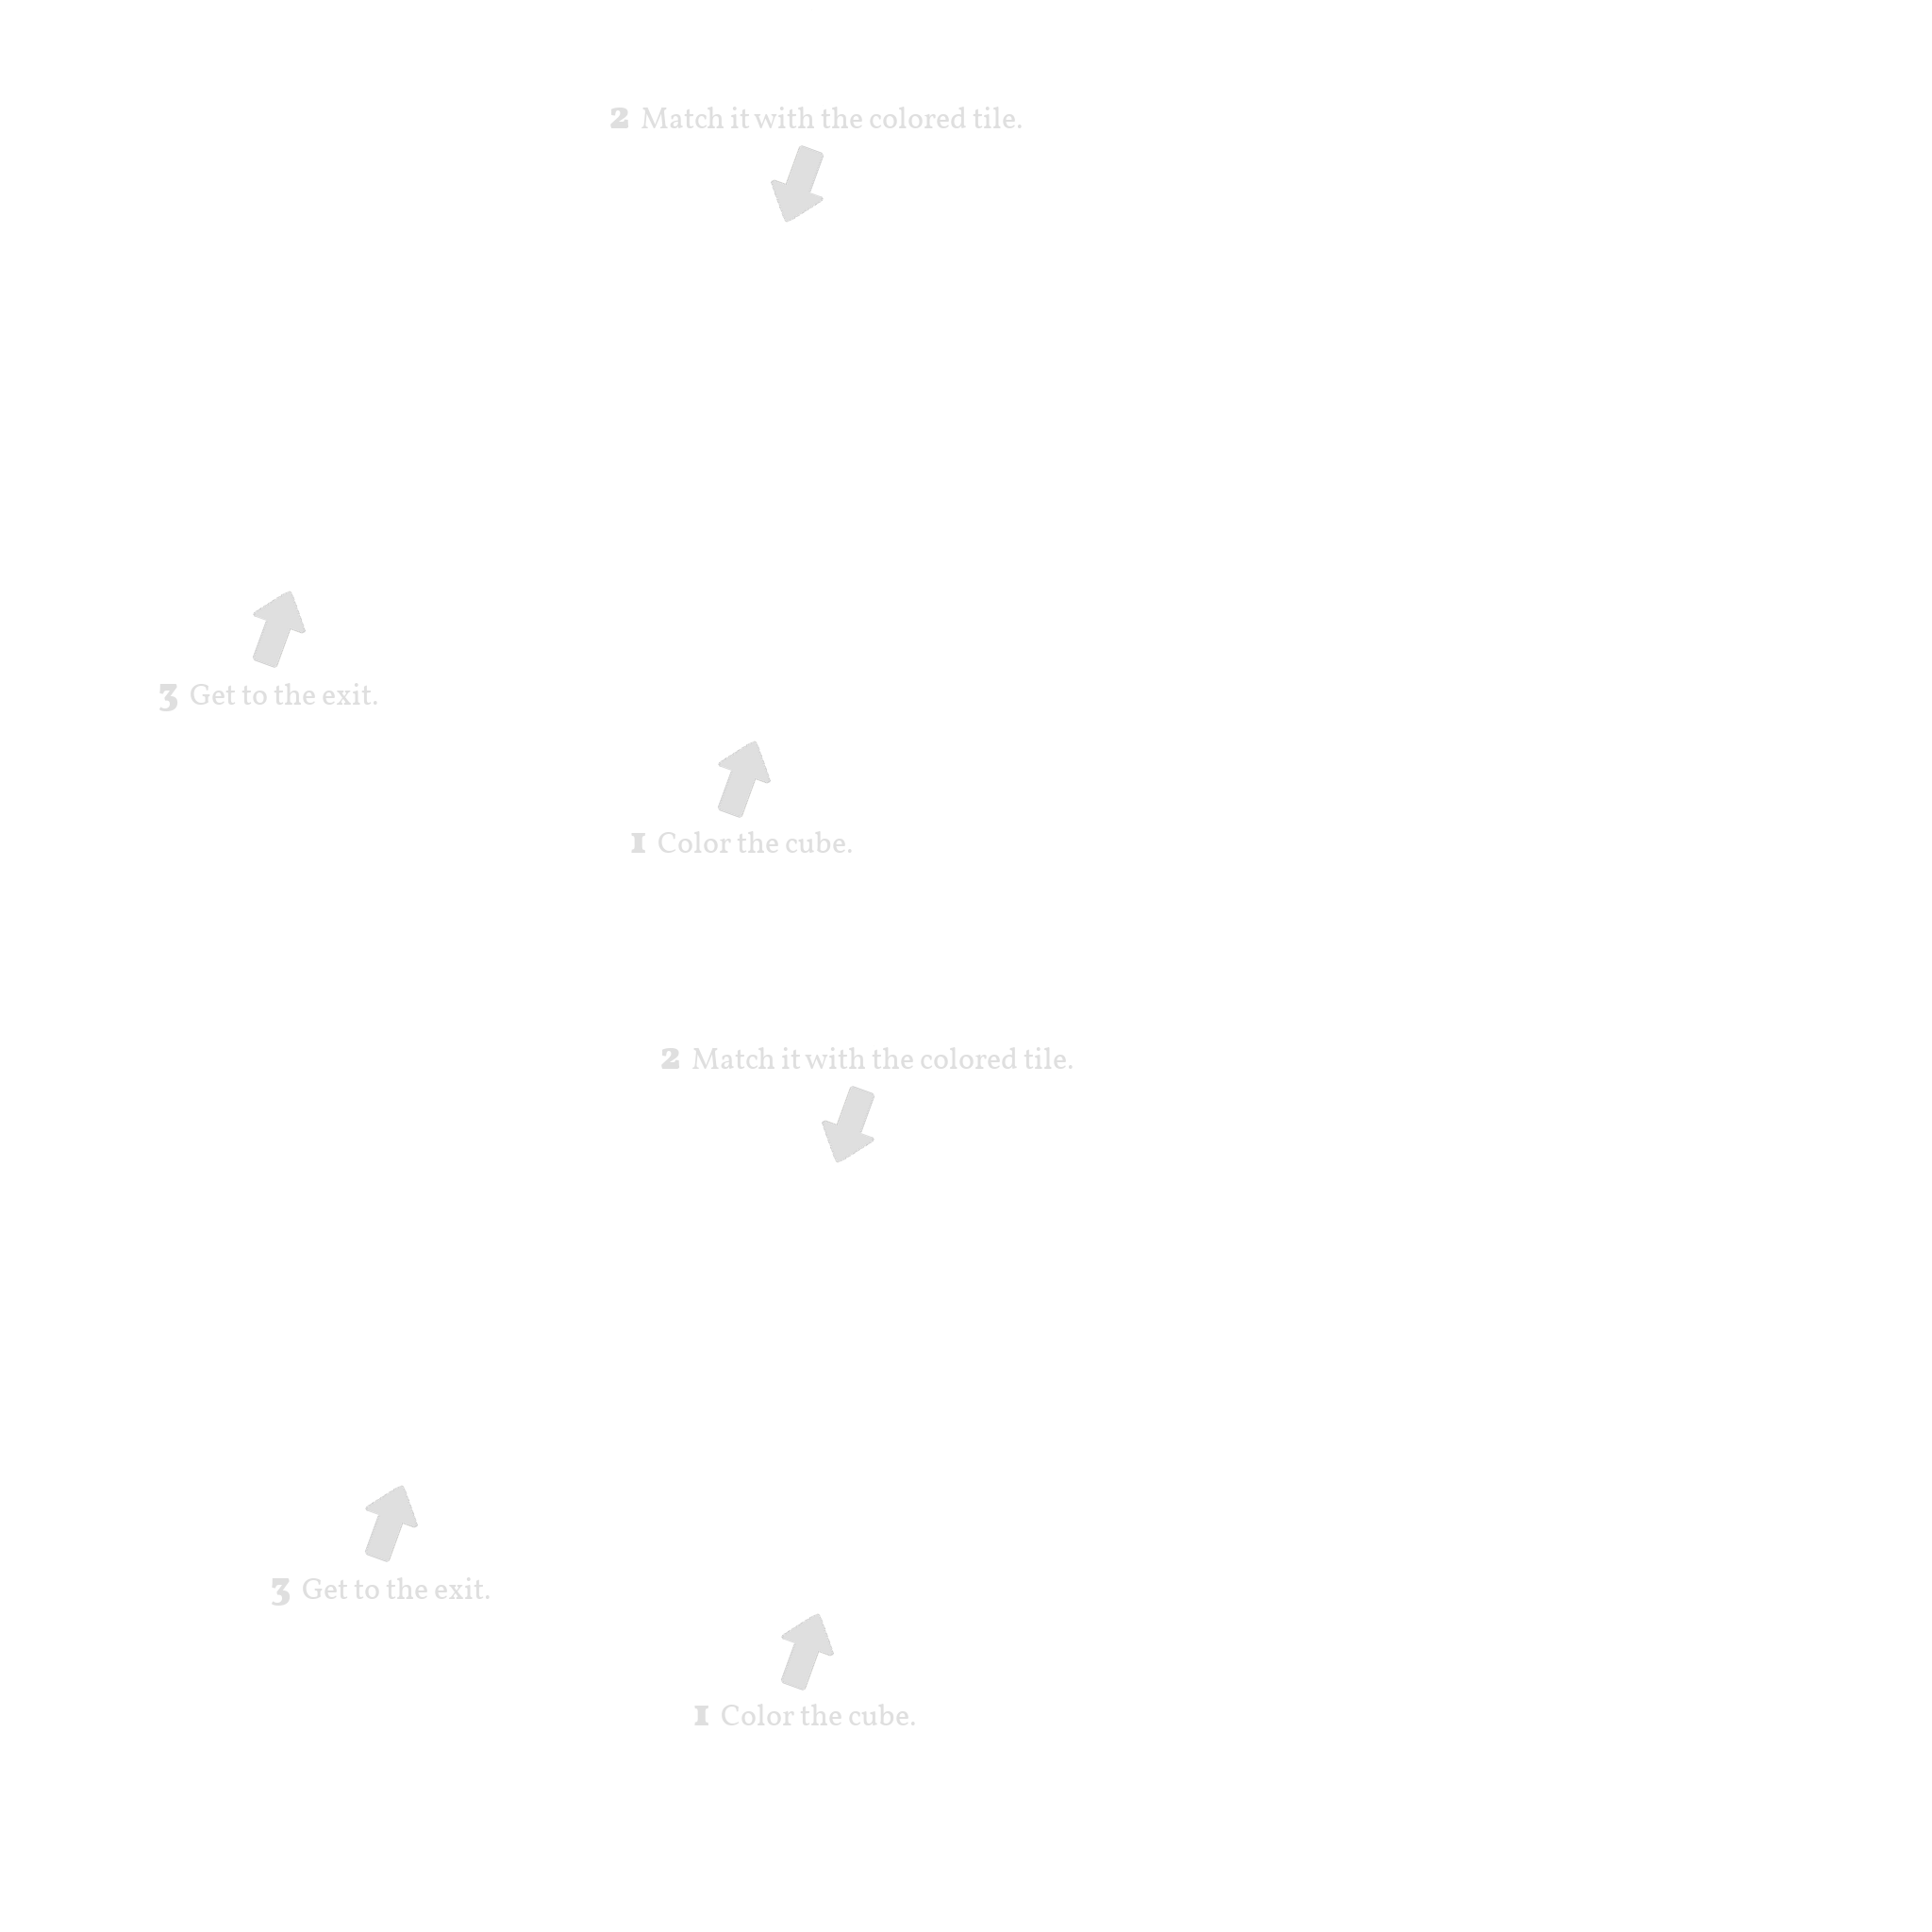 2 Match it with the colored tile.
3 Get to the exit.
1 Color the cube.
2 Match it with the colored tile.
3 Get to the exit.
1 Color the cube.